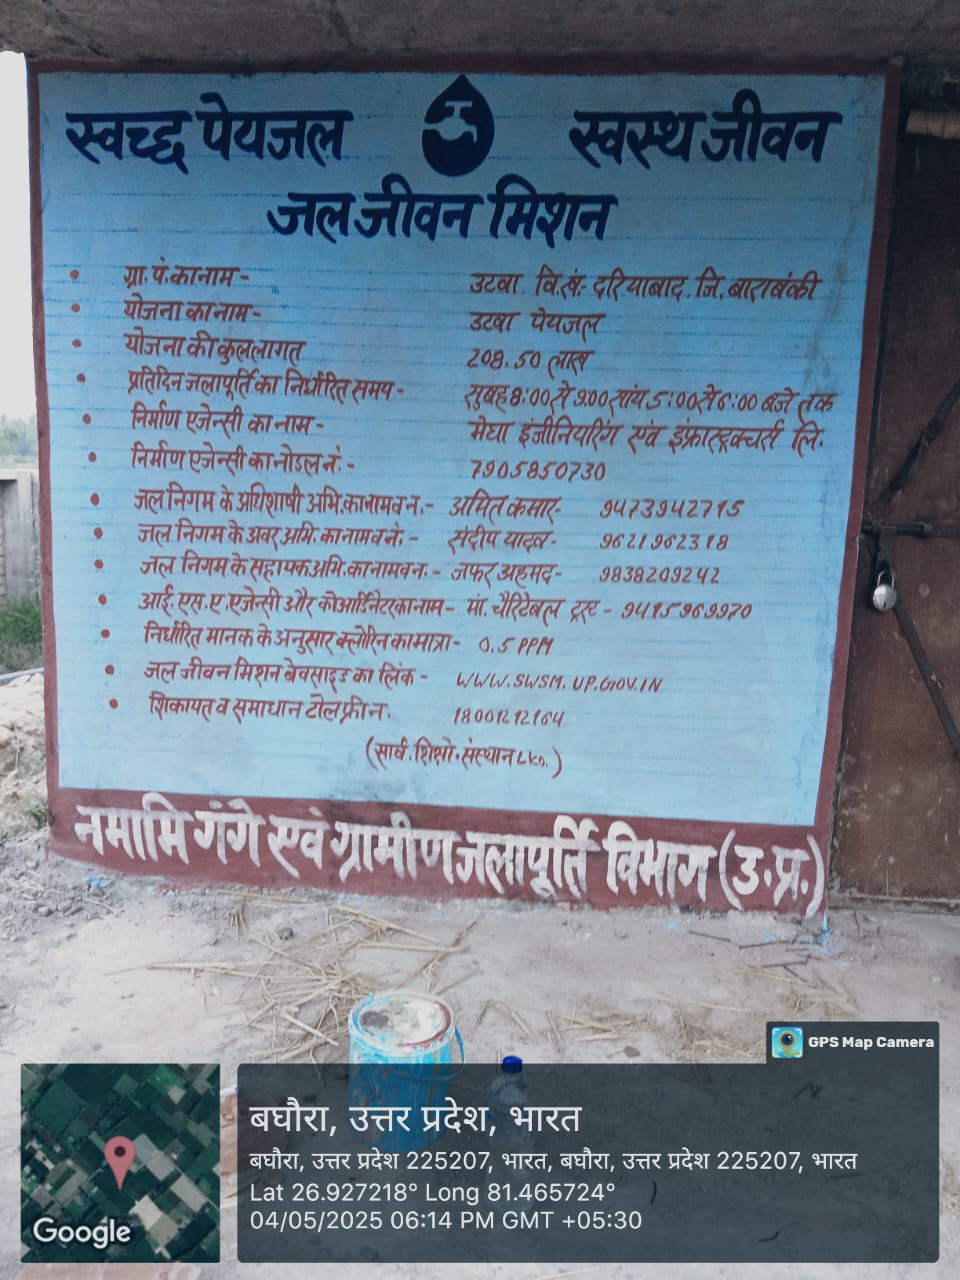 स्वच्छ पेयजल स्वस्थ जीवन
जल जीवन मिशन
• ग्रा. पं. का नाम - उटवा. वि.खं.- दरियाबाद. जि. बाराबंकी
• योजना का नाम - उटवा पेयजल
• योजना की कुल लागत 208.50 लाख
• प्रतिदिन जलापूर्ति का निर्धारित समय - सुबह 8:00 से 9:00 सांय 5:00 से 6:00 बजे तक
• निर्माण एजेन्सी का नाम - मेघा इंजीनियरिंग एंव इंफ्रास्ट्रक्चर्स लि.
• निर्माण एजेन्सी का नोडल नं. - 7905850730
• जल निगम के अधिशाषी अभि. का नाम व न. - अमित कमार - 9473942715
• जल निगम के अवर अभि. का नाम व नं. - संदीप यादव - 9621962318
• जल निगम के सहायक अभि. का नाम व न. - जफर अहमद - 9838209242
• आई. एस. ए. एजेन्सी और कोआर्डिनेटर का नाम - मां. चैरिटेबल ट्रस्ट - 9415969970
• निर्धारित मानक के अनुसार क्लोरिन का मात्रा - 0.5 PPM
• जल जीवन मिशन बेवसाइड का लिंक - WWW.SWSM.UP.GOV.IN
• शिकायत व समाधान टोल फ्री न. 18001212164
(सार्व. शिक्षो. संस्थान LKO.)
नमामि गंगे एवं ग्रामीण जलापूर्ति विभाग (उ.प्र.)
GPS Map Camera
बघौरा, उत्तर प्रदेश, भारत
बघौरा, उत्तर प्रदेश 225207, भारत, बघौरा, उत्तर प्रदेश 225207, भारत
Lat 26.927218° Long 81.465724°
04/05/2025 06:14 PM GMT +05:30
Google